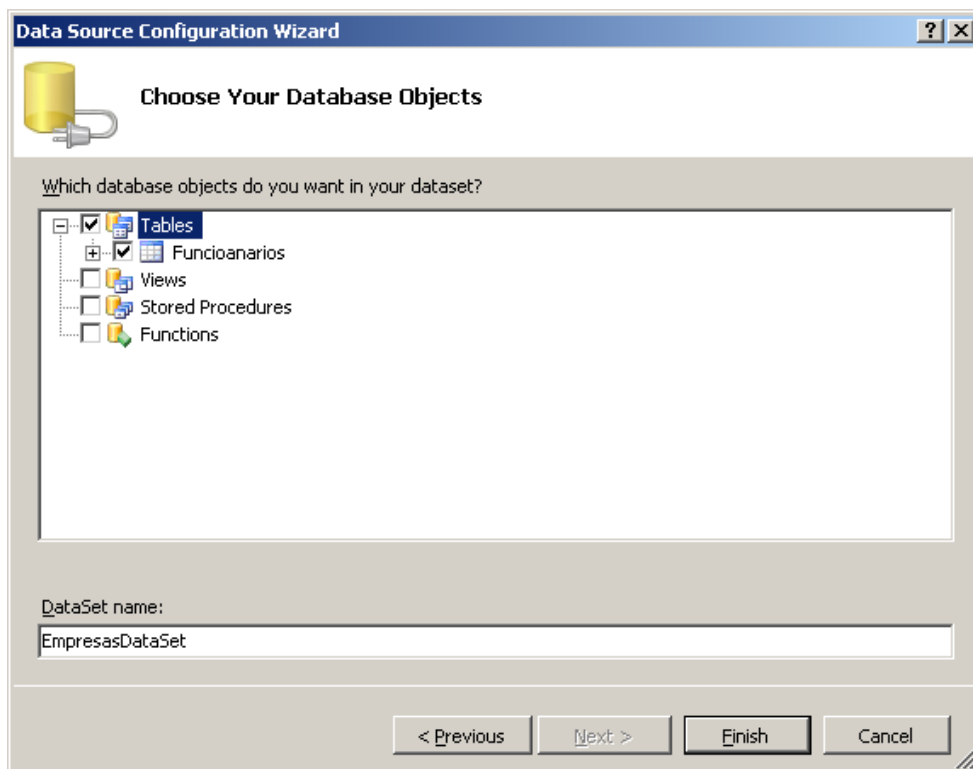 Data Source Configuration Wizard
Choose Your Database Objects
Which database objects do you want in your dataset?
Tables
Funcioanarios
Views
Stored Procedures
Functions
DataSet name:
EmpresasDataSet
< Previous Next > Finish Cancel